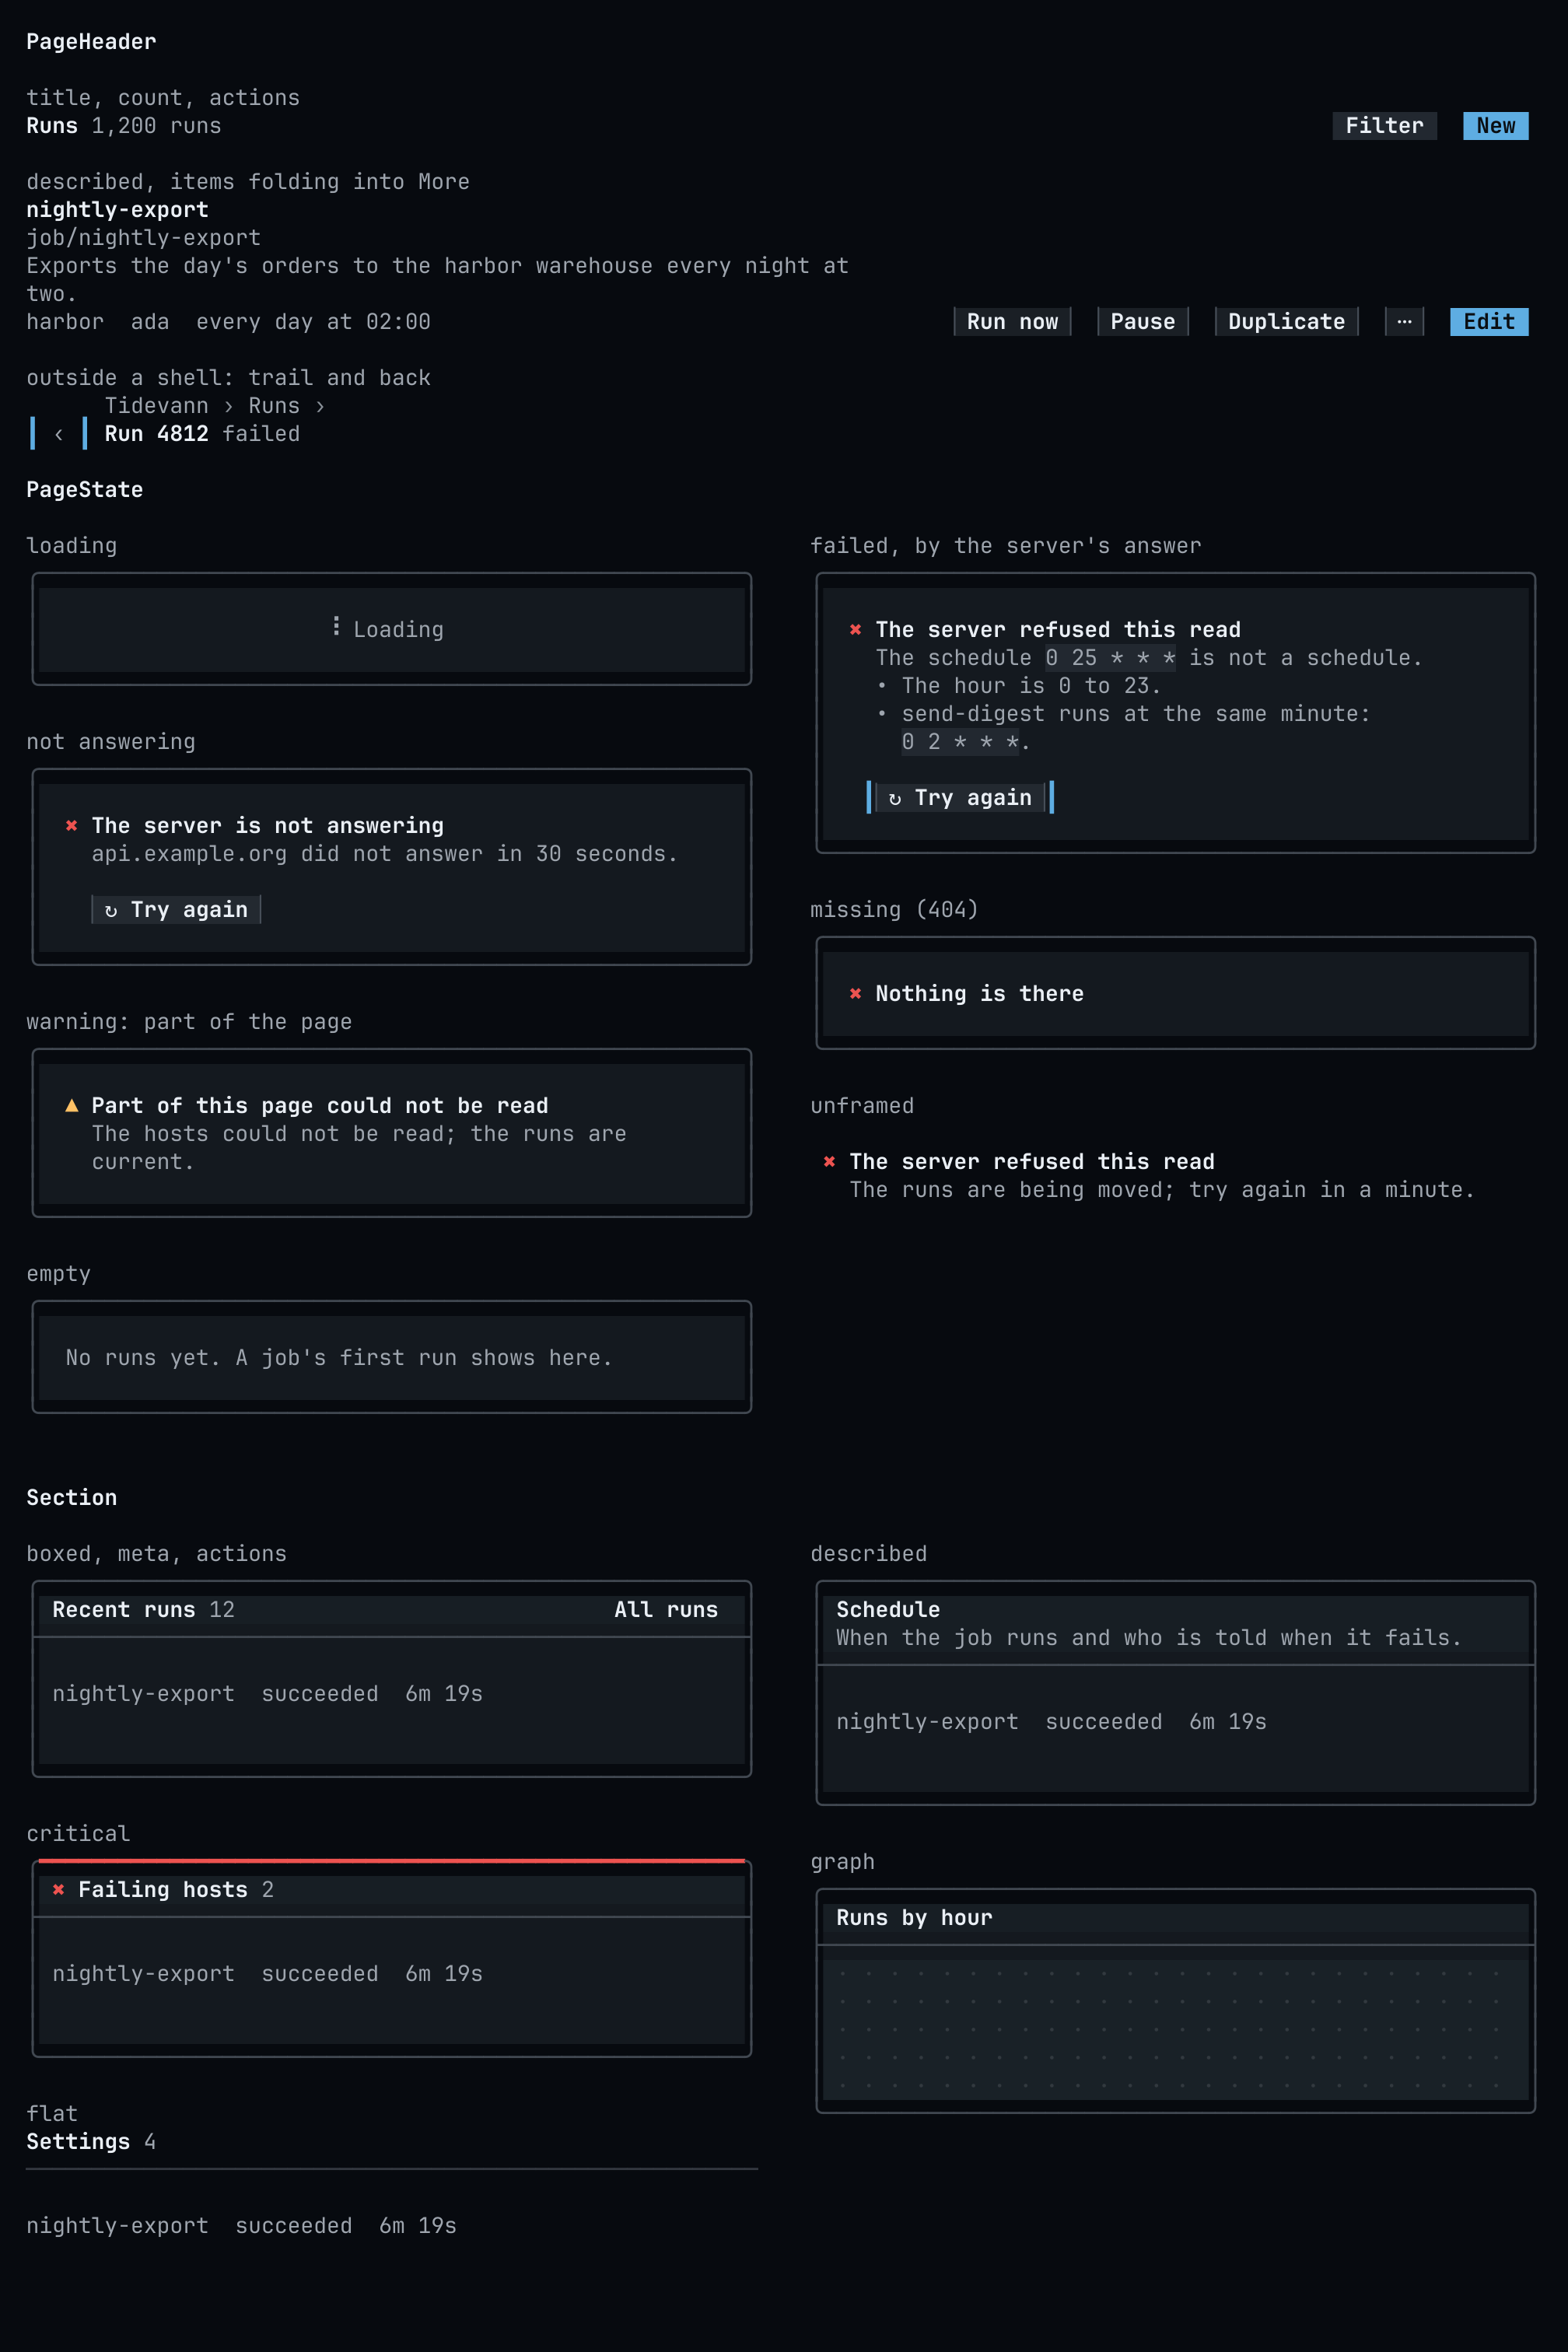 PageHeader
title, count, actions
Runs 1,200 runs Filter New
described, items folding into More
nightly-export
job/nightly-export
Exports the day's orders to the harbor warehouse every night at
two.
harbor ada every day at 02:00 Run now Pause Duplicate ⋯ Edit
outside a shell: trail and back
Tidevann › Runs ›
‹ Run 4812 failed
PageState
loading
Loading
not answering
✖ The server is not answering
api.example.org did not answer in 30 seconds.
↻ Try again
warning: part of the page
▲ Part of this page could not be read
The hosts could not be read; the runs are
current.
empty
No runs yet. A job's first run shows here.
failed, by the server's answer
✖ The server refused this read
The schedule 0 25 * * * is not a schedule.
• The hour is 0 to 23.
• send-digest runs at the same minute:
0 2 * * *.
↻ Try again
missing (404)
✖ Nothing is there
unframed
✖ The server refused this read
The runs are being moved; try again in a minute.
Section
boxed, meta, actions
Recent runs 12 All runs
nightly-export succeeded 6m 19s
critical
✖ Failing hosts 2
nightly-export succeeded 6m 19s
flat
Settings 4
nightly-export succeeded 6m 19s
described
Schedule
When the job runs and who is told when it fails.
nightly-export succeeded 6m 19s
graph
Runs by hour